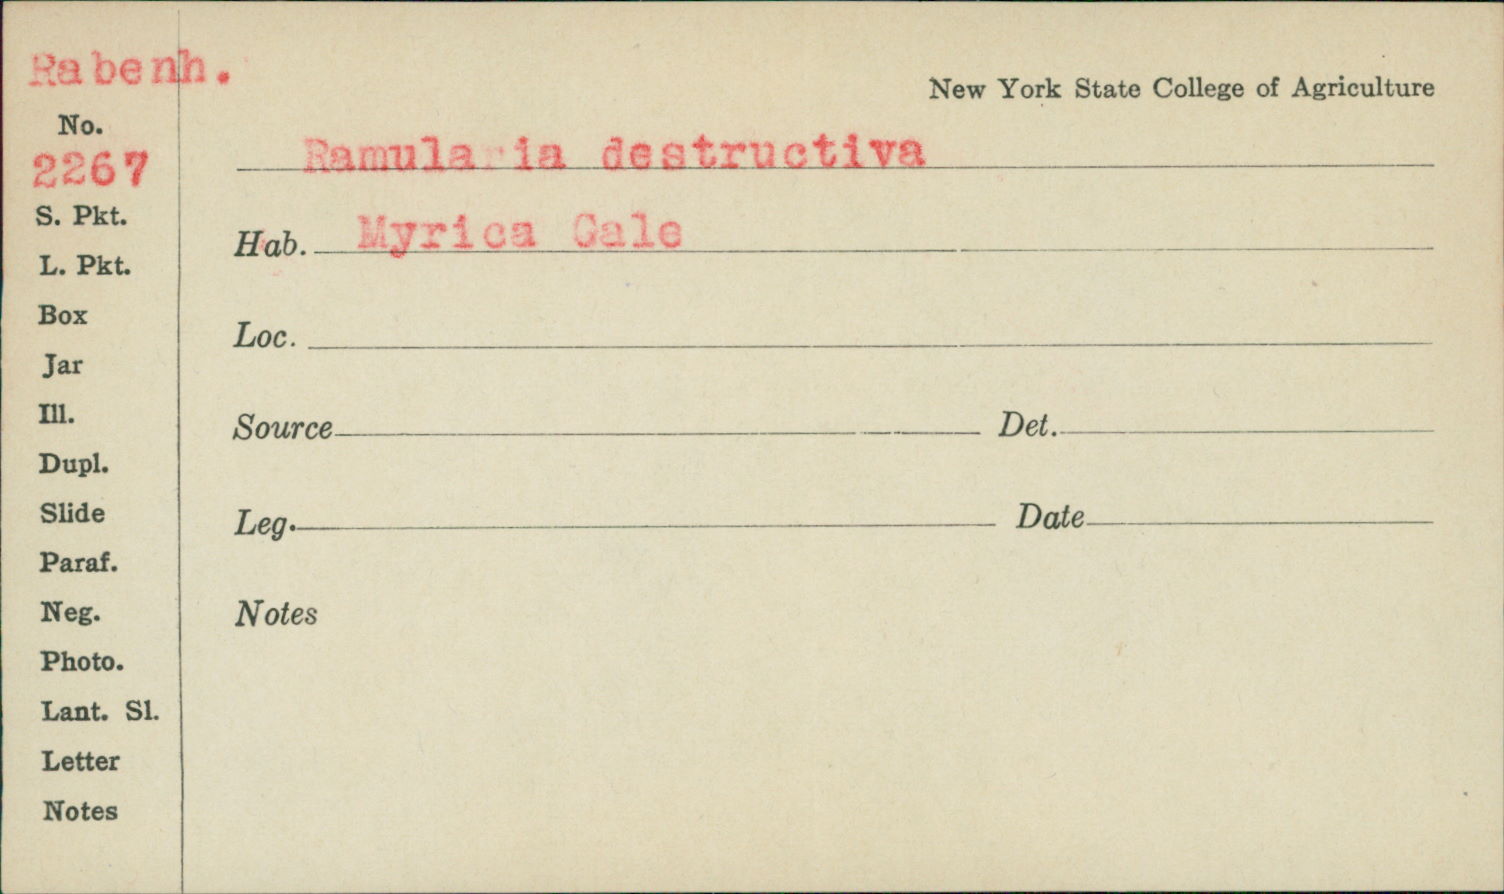 Rabenh.
New York State College of Agriculture
No.
2267
Ramularia destructiva
S. Pkt.
Hab. Myrica Gale
L. Pkt.
Box
Loc.
Jar
Ill.
Source Det.
Dupl.
Slide
Leg. Date
Paraf.
Neg.
Notes
Photo.
Lant. Sl.
Letter
Notes